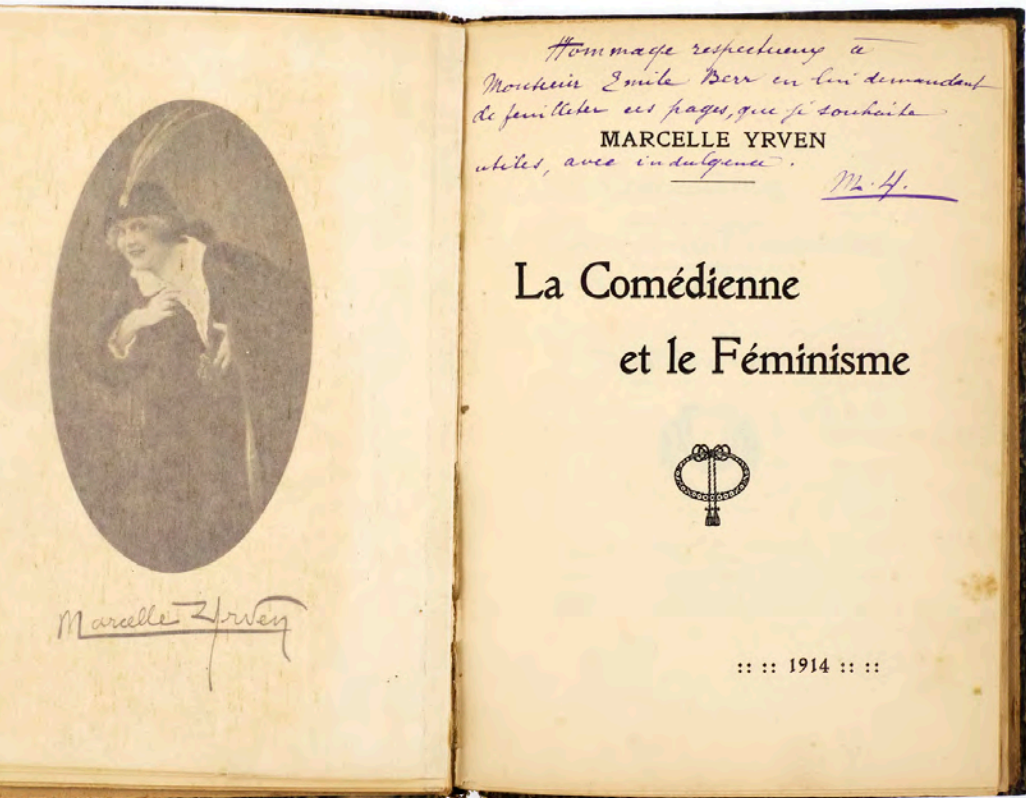 Marcelle Yrven
Hommage respectueux à
Monsieur Emile Berr en lui demandant
de feuilleter ces pages, que je souhaite
MARCELLE YRVEN
utiles, avec indulgence.
M. Y.
La Comédienne
et le Féminisme
:: :: 1914 :: ::